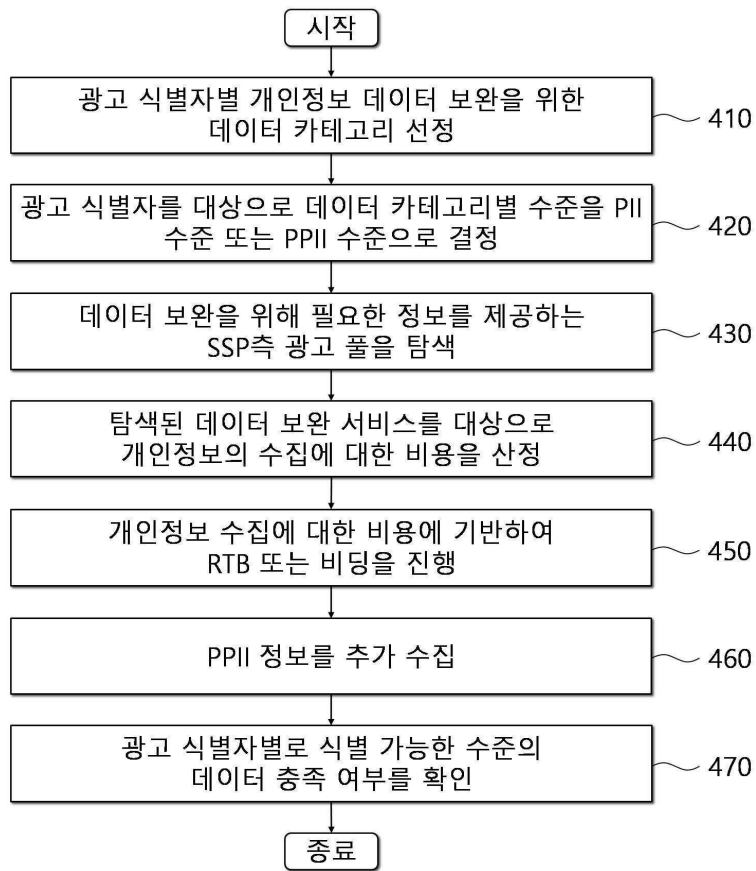 시작
광고 식별자별 개인정보 데이터 보완을 위한
데이터 카테고리 선정
410
광고 식별자를 대상으로 데이터 카테고리별 수준을 PII
수준 또는 PPII 수준으로 결정
420
데이터 보완을 위해 필요한 정보를 제공하는
SSP측 광고 풀을 탐색
430
탐색된 데이터 보완 서비스를 대상으로
개인정보의 수집에 대한 비용을 산정
440
개인정보 수집에 대한 비용에 기반하여
RTB 또는 비딩을 진행
450
PPII 정보를 추가 수집
460
광고 식별자별로 식별 가능한 수준의
데이터 충족 여부를 확인
470
종료